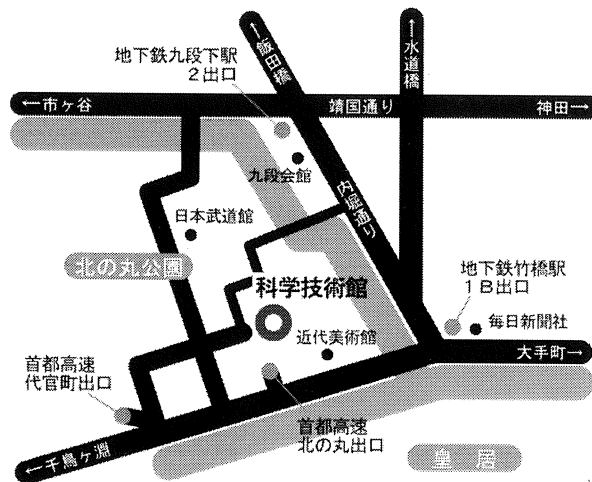 地下鉄九段下駅
2出口
←飯田橋
←水道橋
←市ヶ谷
靖国通り
神田→
九段会館
内堀通り
日本武道館
北の丸公園
科学技術館
地下鉄竹橋駅
1B出口
毎日新聞社
近代美術館
大手町→
首都高速
代官町出口
首都高速
北の丸出口
←千鳥ヶ淵
皇居